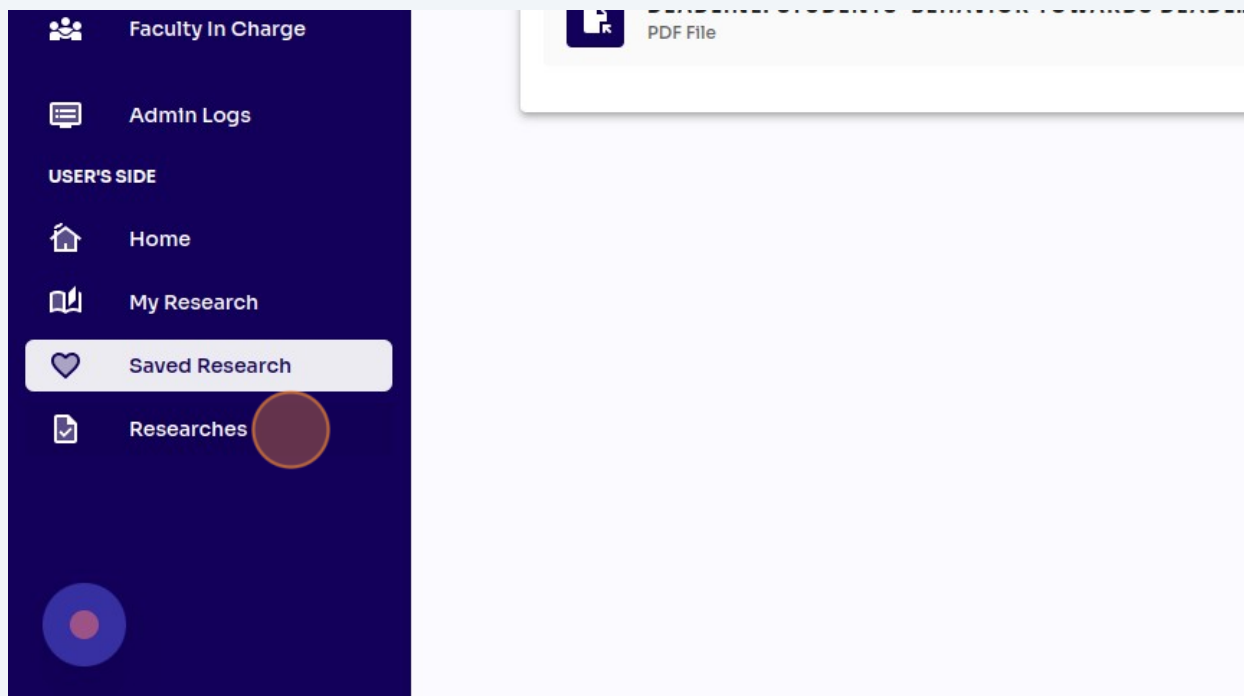 Faculty In Charge
PDF File
Admin Logs
USER'S SIDE
Home
My Research
Saved Research
Researches